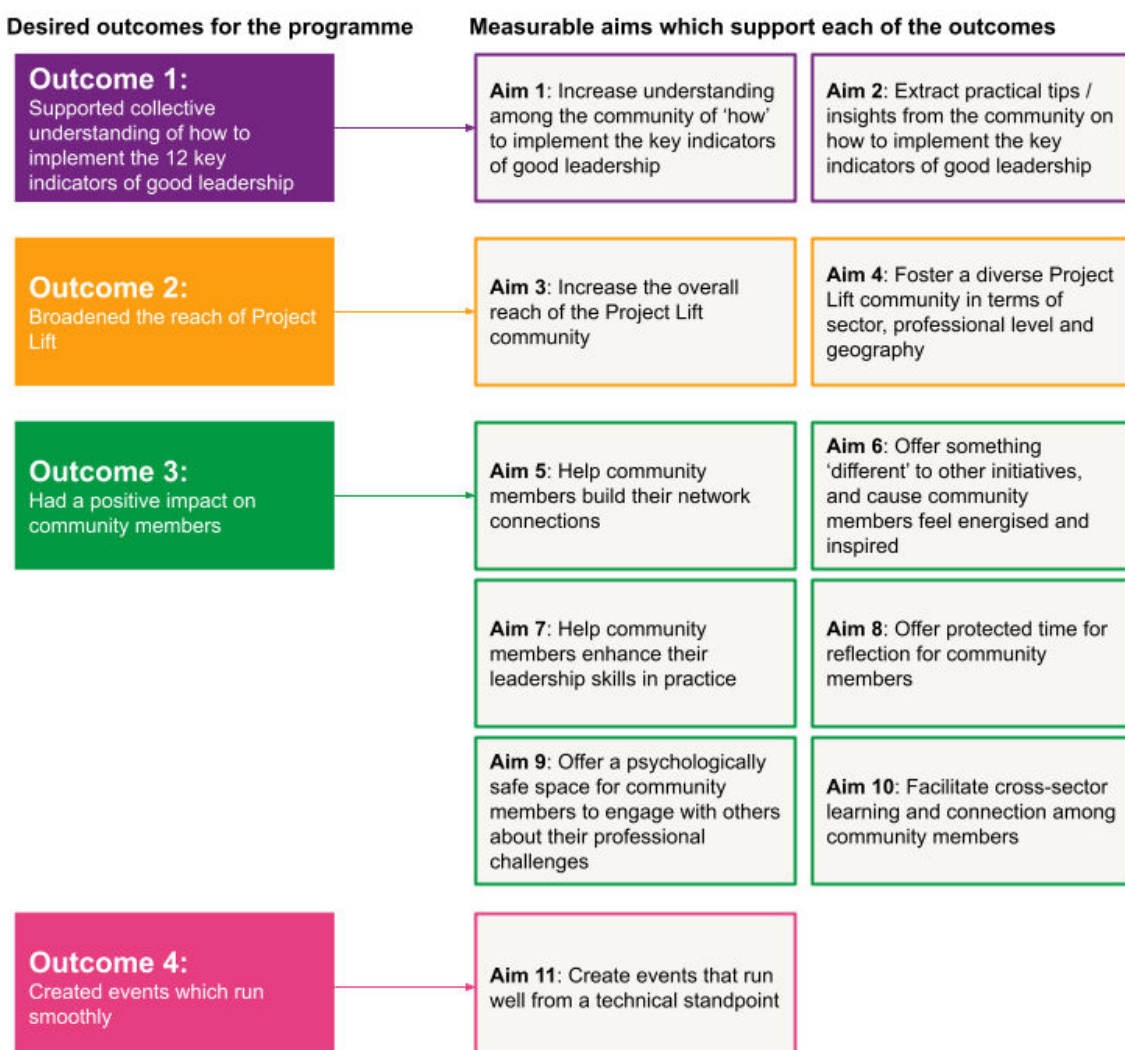 Desired outcomes for the programme
Measurable aims which support each of the outcomes
Outcome 1:
Supported collective
understanding of how to
implement the 12 key
indicators of good leadership
Aim 1: Increase understanding
among the community of ‘how’
to implement the key indicators
of good leadership
Aim 2: Extract practical tips /
insights from the community on
how to implement the key
indicators of good leadership
Outcome 2:
Broadened the reach of Project
Lift
Aim 3: Increase the overall
reach of the Project Lift
community
Aim 4: Foster a diverse Project
Lift community in terms of
sector, professional level and
geography
Outcome 3:
Had a positive impact on
community members
Aim 5: Help community
members build their network
connections
Aim 6: Offer something
‘different’ to other initiatives,
and cause community
members feel energised and
inspired
Aim 7: Help community
members enhance their
leadership skills in practice
Aim 8: Offer protected time for
reflection for community
members
Aim 9: Offer a psychologically
safe space for community
members to engage with others
about their professional
challenges
Aim 10: Facilitate cross-sector
learning and connection among
community members
Outcome 4:
Created events which run
smoothly
Aim 11: Create events that run
well from a technical standpoint